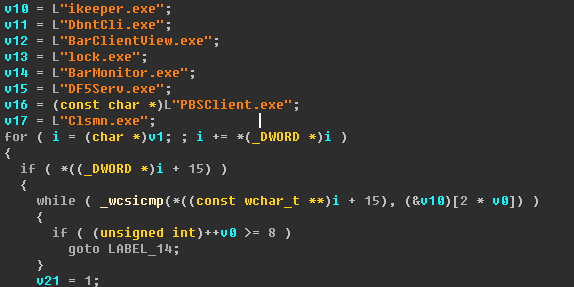 v10 = L"ikeeper.exe";
v11 = L"DbntCli.exe";
v12 = L"BarClientView.exe";
v13 = L"lock.exe";
v14 = L"BarMonitor.exe";
v15 = L"DF5Serv.exe";
v16 = (const char *)L"PBSClient.exe";
v17 = L"Clsmn.exe";
for ( i = (char *)v1; ; i += *(_DWORD *)i )
{
if ( *((_DWORD *)i + 15) )
{
while ( _wcsicmp(*((const wchar_t **)i + 15), (&v10)[2 * v0]) )
{
if ( (unsigned int)++v0 >= 8 )
goto LABEL_14;
}
v21 = 1;